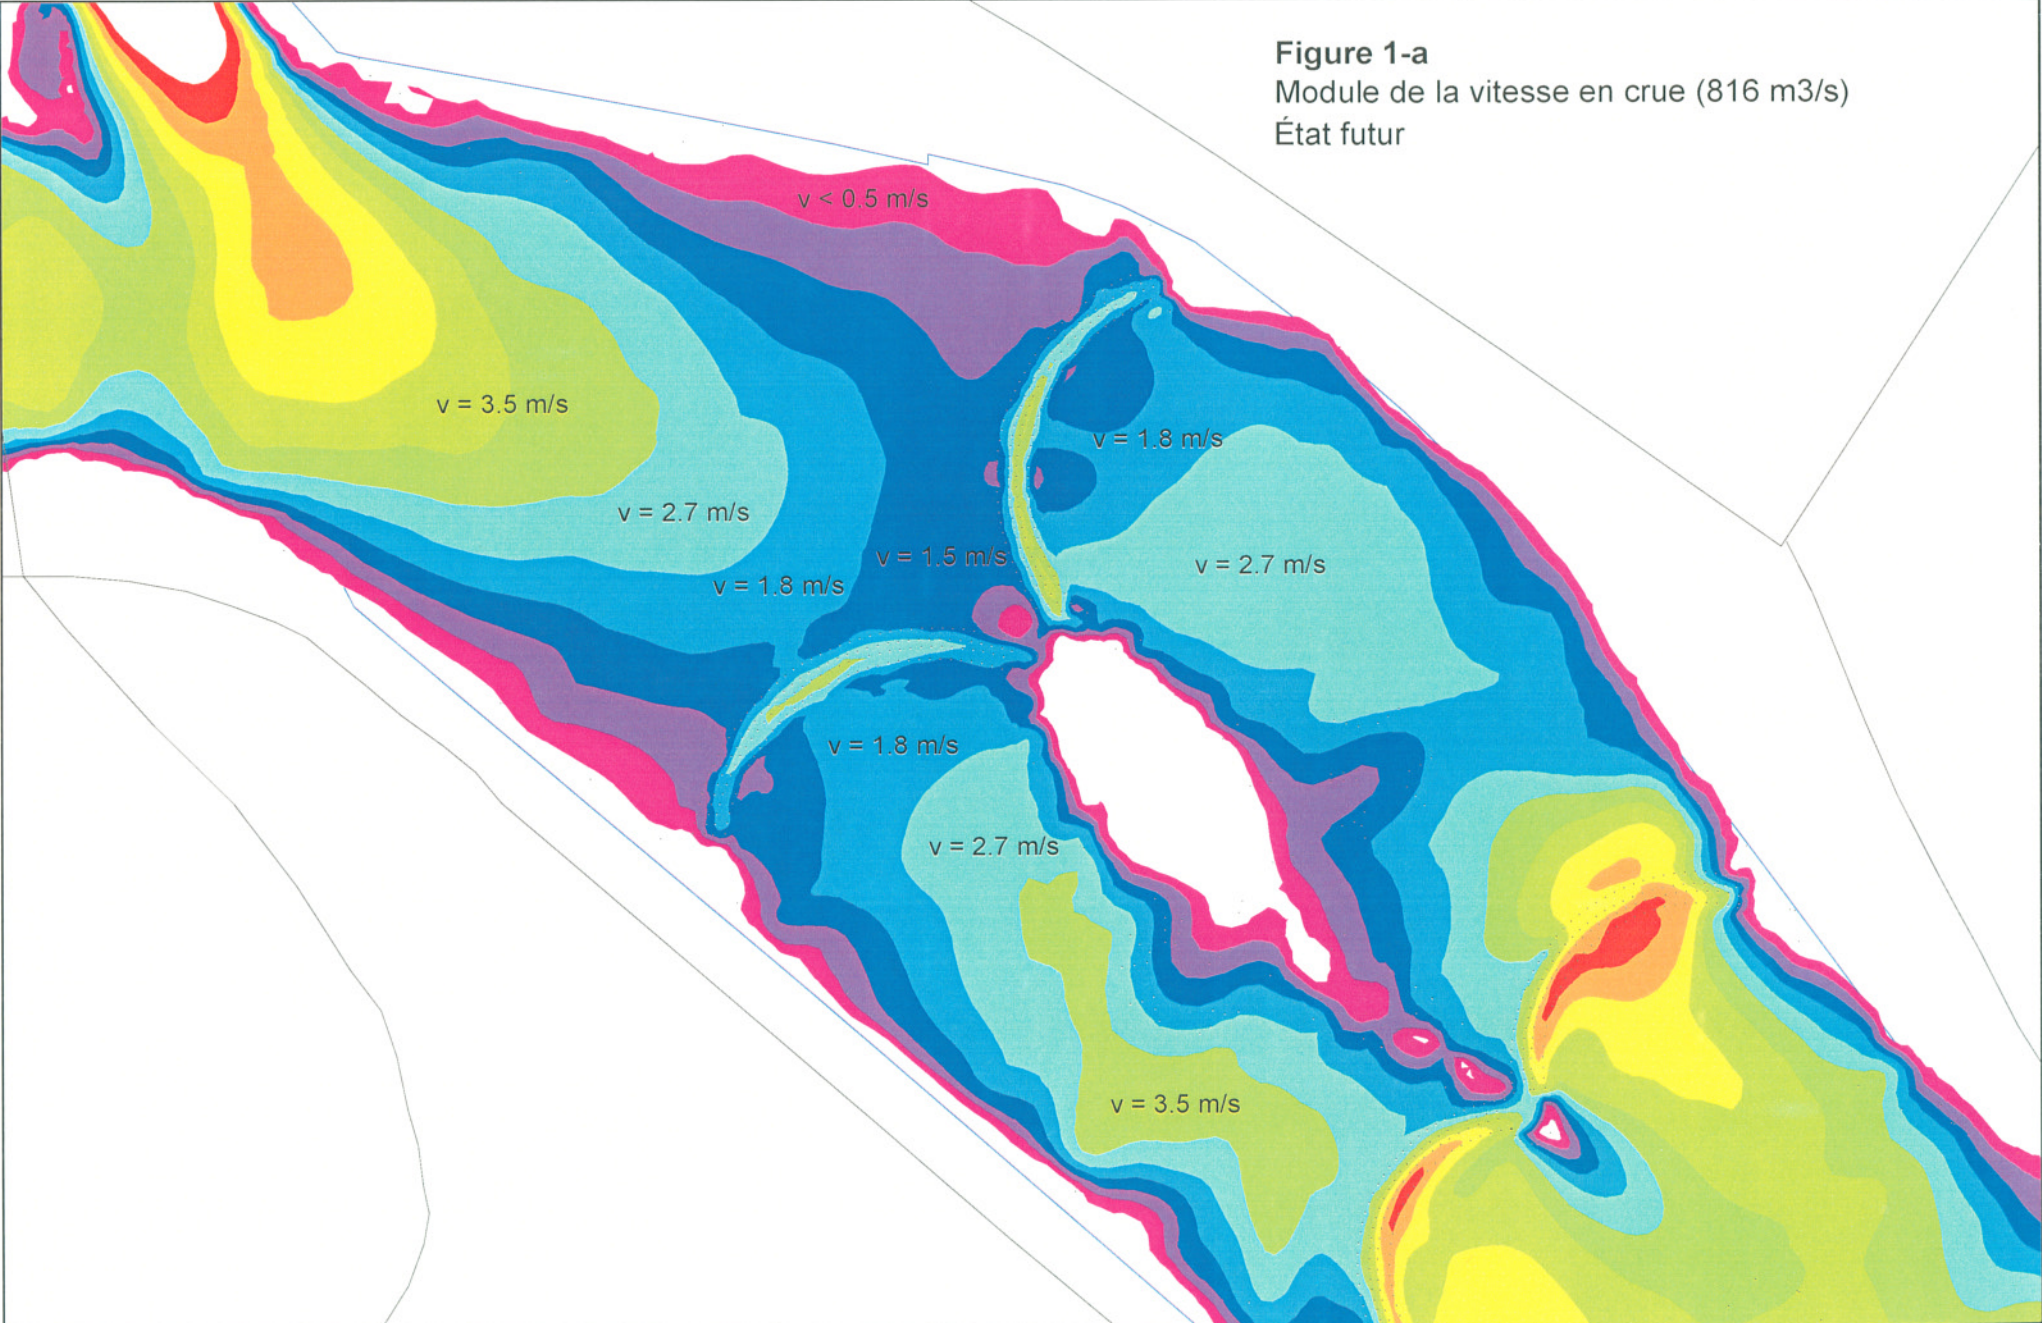 Figure 1-a
Module de la vitesse en crue (816 m3/s)
État futur
v < 0.5 m/s
v = 3.5 m/s
v = 1.8 m/s
v = 2.7 m/s
v = 1.5 m/s
v = 2.7 m/s
v = 1.8 m/s
v = 1.8 m/s
v = 2.7 m/s
v = 3.5 m/s